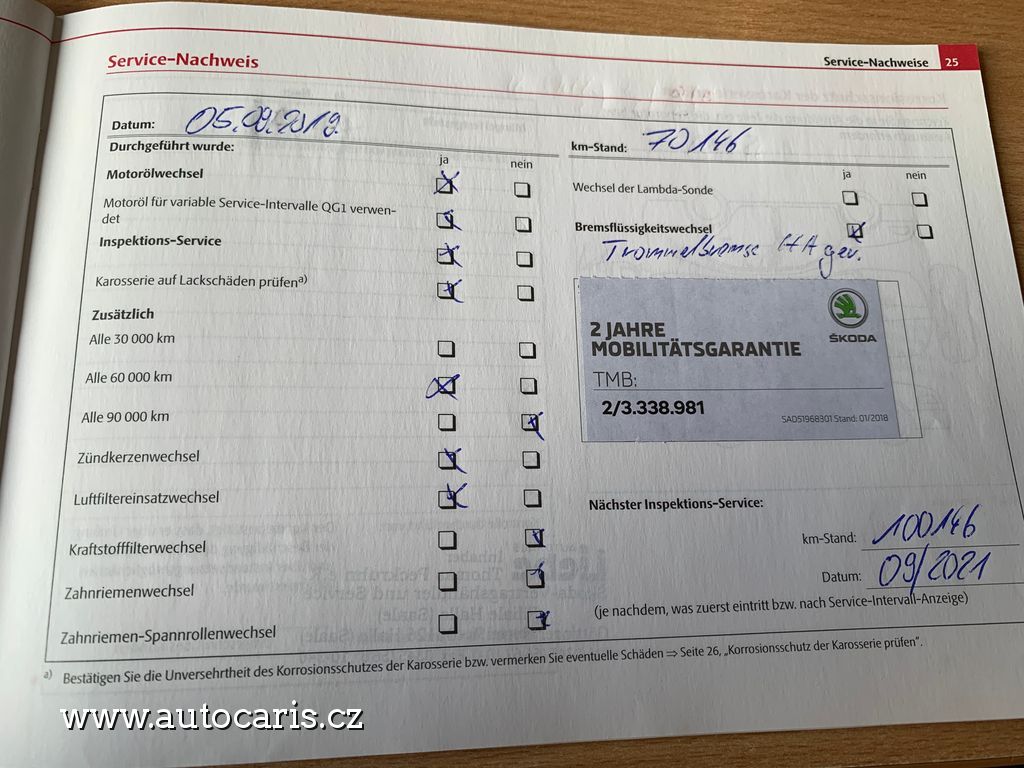 Service-Nachweis
Service-Nachweise 25
Datum: 05.09.2019
Durchgeführt wurde:
ja nein
Motorölwechsel
Motoröl für variable Service-Intervalle QG1 verwen-
det
Inspektions-Service
Karosserie auf Lackschäden prüfen a)
Zusätzlich
Alle 30 000 km
Alle 60 000 km
Alle 90 000 km
Zündkerzenwechsel
Luftfiltereinsatzwechsel
Kraftstofffilterwechsel
Zahnriemenwechsel
Zahnriemen-Spannrollenwechsel
km-Stand: 70146
ja nein
Wechsel der Lambda-Sonde
Bremsflüssigkeitswechsel
Trommelbremse HA ger.
2 JAHRE
MOBILITÄTSGARANTIE
ŠKODA
TMB:
2/3.338.981
SAD51968301 Stand: 01/2018
Nächster Inspektions-Service:
km-Stand: 100146
Datum: 09/2021
(je nachdem, was zuerst eintritt bzw. nach Service-Intervall-Anzeige)
a) Bestätigen Sie die Unversehrtheit des Korrosionsschutzes der Karosserie bzw. vermerken Sie eventuelle Schäden ⇒ Seite 26, „Korrosionsschutz der Karosserie prüfen“.
www.autocaris.cz